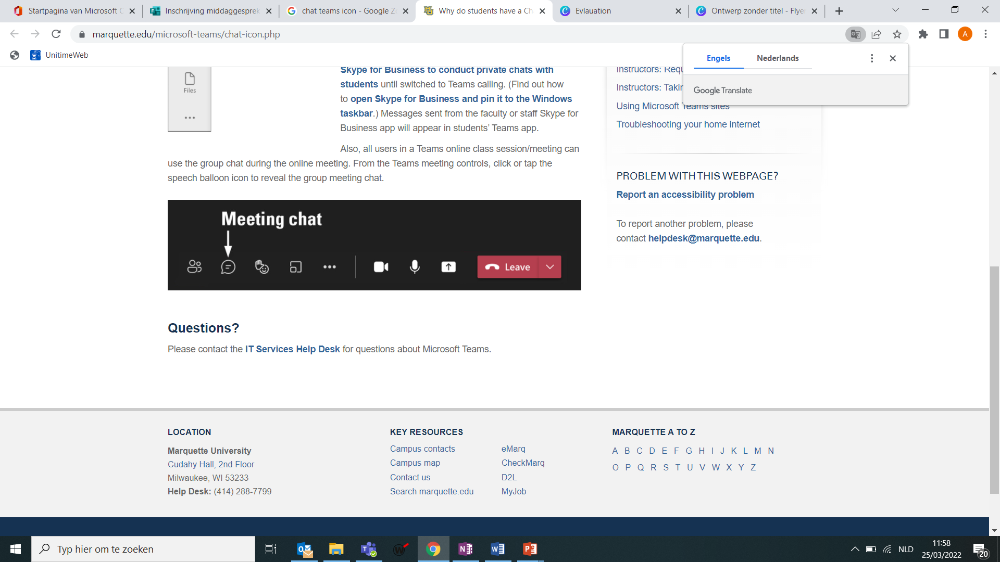 Startpagina van Microsoft
Inschrijving middaggesprek
chat teams icon - Google
Why do students have a
Evlauation
Ontwerp zonder titel - Flye
marquette.edu/microsoft-teams/chat-icon.php
A
UnitimeWeb
Engels Nederlands
Google Translate
Files
Skype for Business to conduct private chats with
students until switched to Teams calling. (Find out how
to open Skype for Business and pin it to the Windows
taskbar.) Messages sent from the faculty or staff Skype for
Business app will appear in students’ Teams app.
Also, all users in a Teams online class session/meeting can
use the group chat during the online meeting. From the Teams meeting controls, click or tap the
speech balloon icon to reveal the group meeting chat.
Meeting chat
Leave
Questions?
Please contact the IT Services Help Desk for questions about Microsoft Teams.
Instructors:
Instructors:
Using Microsoft Teams sites
Troubleshooting your home internet
PROBLEM WITH THIS WEBPAGE?
Report an accessibility problem
To report another problem, please
contact helpdesk@marquette.edu.
LOCATION
Marquette University
Cudahy Hall, 2nd Floor
Milwaukee, WI 53233
Help Desk: (414) 288-7799
KEY RESOURCES
Campus contacts
Campus map
Contact us
Search marquette.edu
eMarq
CheckMarq
D2L
MyJob
MARQUETTE A TO Z
A B C D E F G H I J K L M N
O P Q R S T U V W X Y Z
Typ hier om te zoeken
NLD
11:58
25/03/2022
20